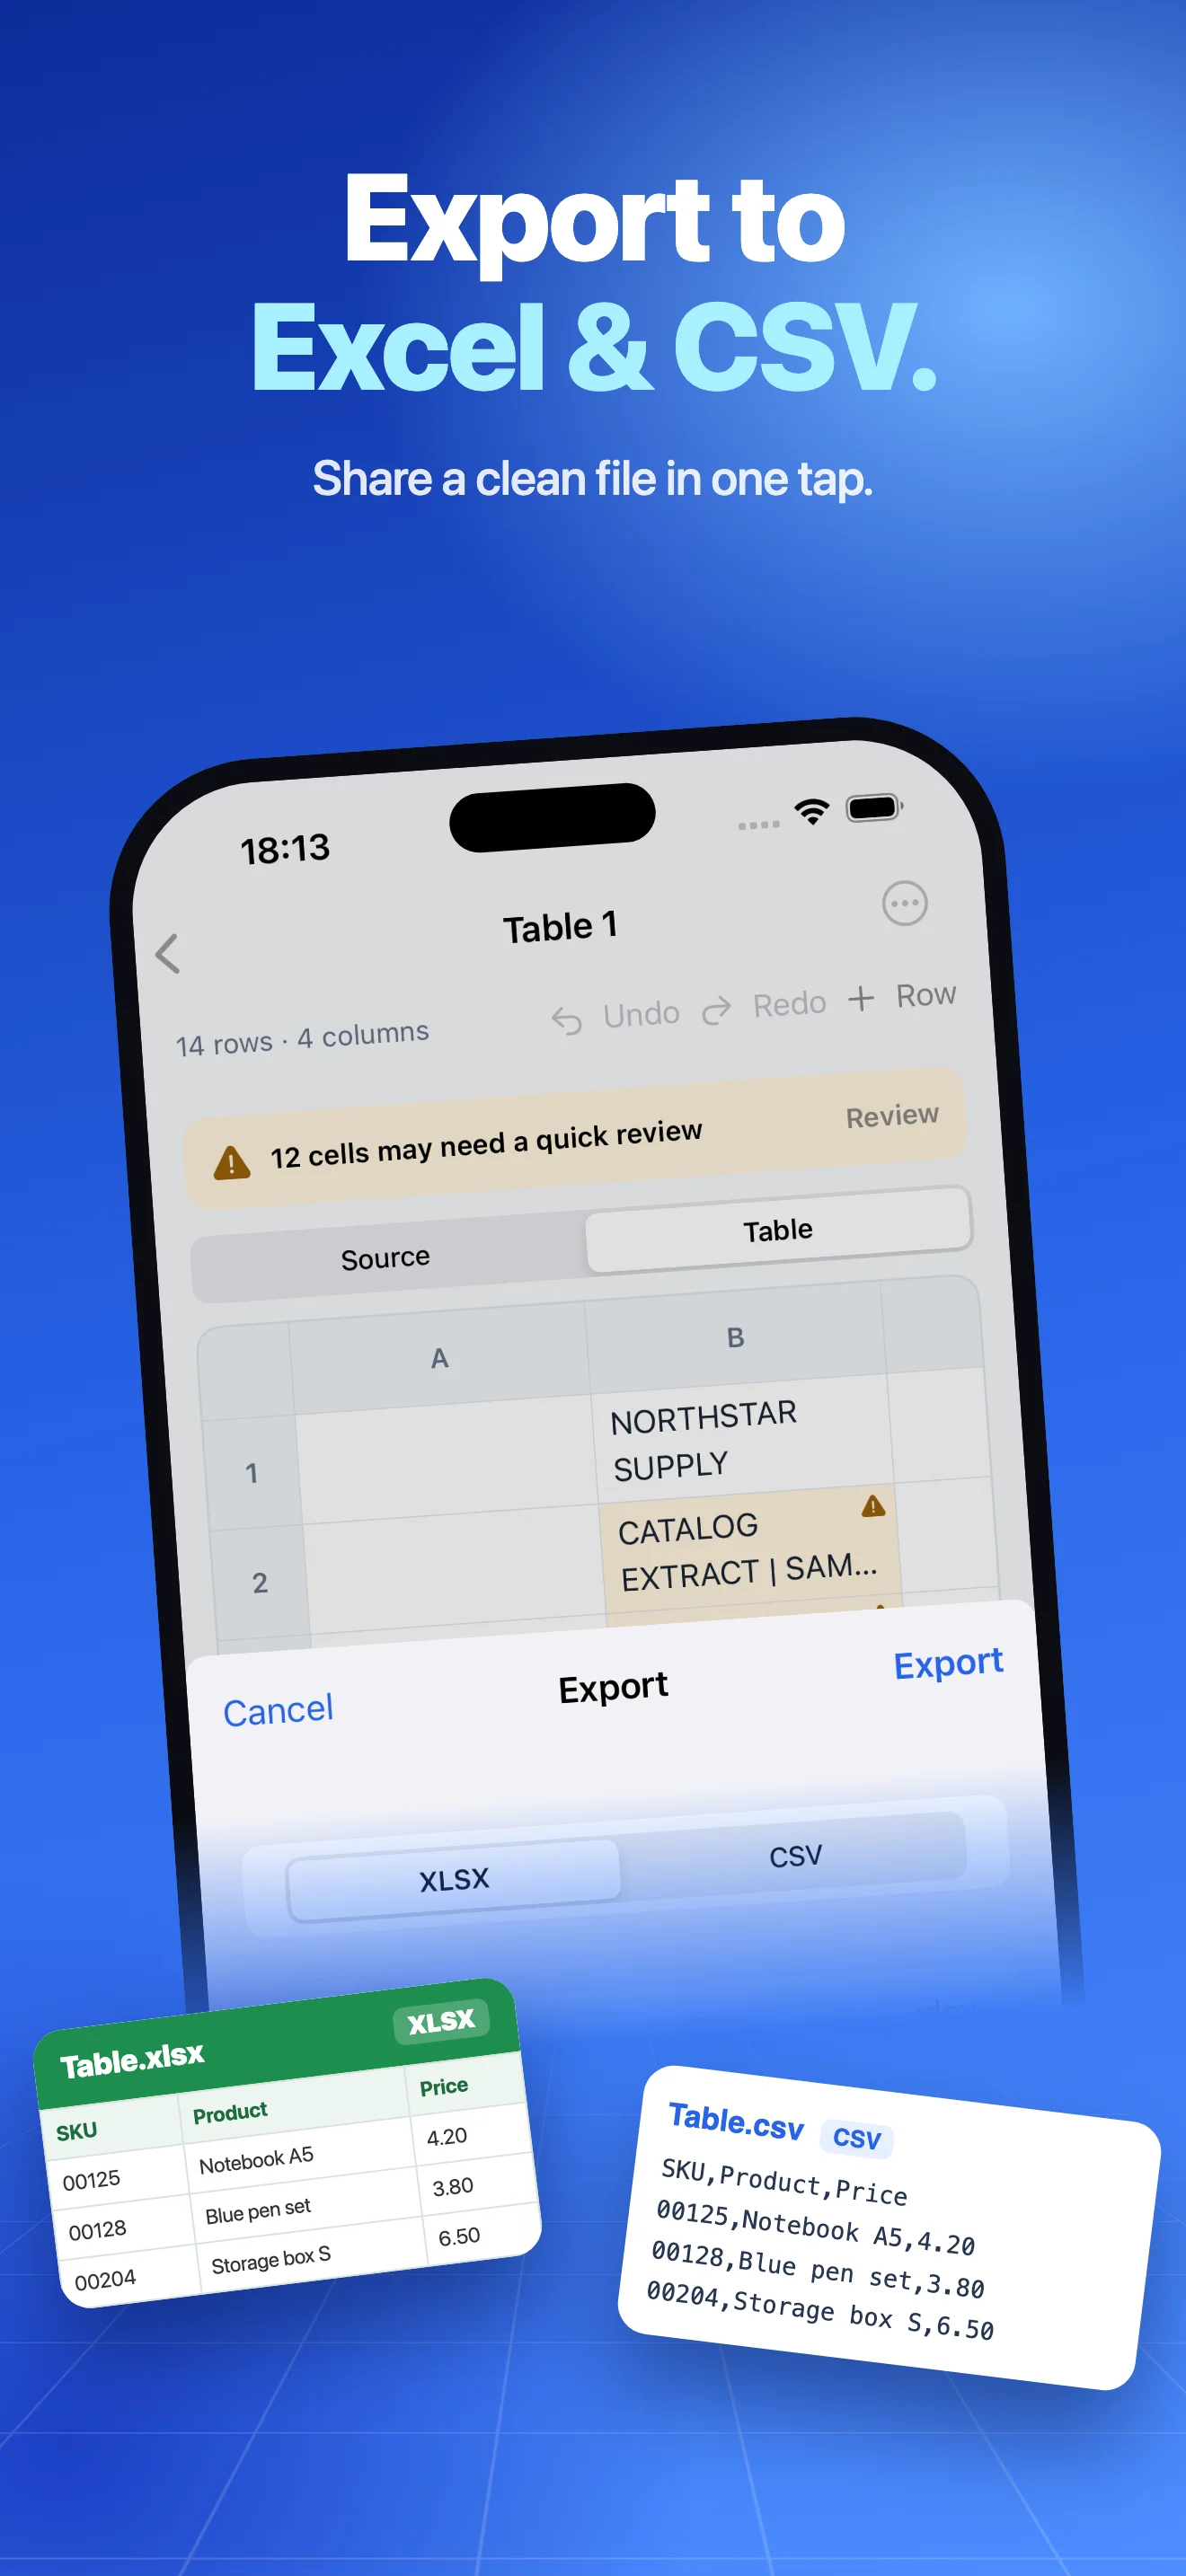 Export to
Excel & CSV.
Share a clean file in one tap.
18:13
Table 1
14 rows · 4 columns
Undo Redo + Row
12 cells may need a quick review Review
Source Table
A B
1 NORTHSTAR
SUPPLY
2 CATALOG
EXTRACT | SAM...
Cancel Export Export
XLSX CSV
.xlsx
Table.xlsx XLSX
SKU Product Price
00125 Notebook A5 4.20
00128 Blue pen set 3.80
00204 Storage box S 6.50
Table.csv CSV
SKU,Product,Price
00125,Notebook A5,4.20
00128,Blue pen set,3.80
00204,Storage box S,6.50